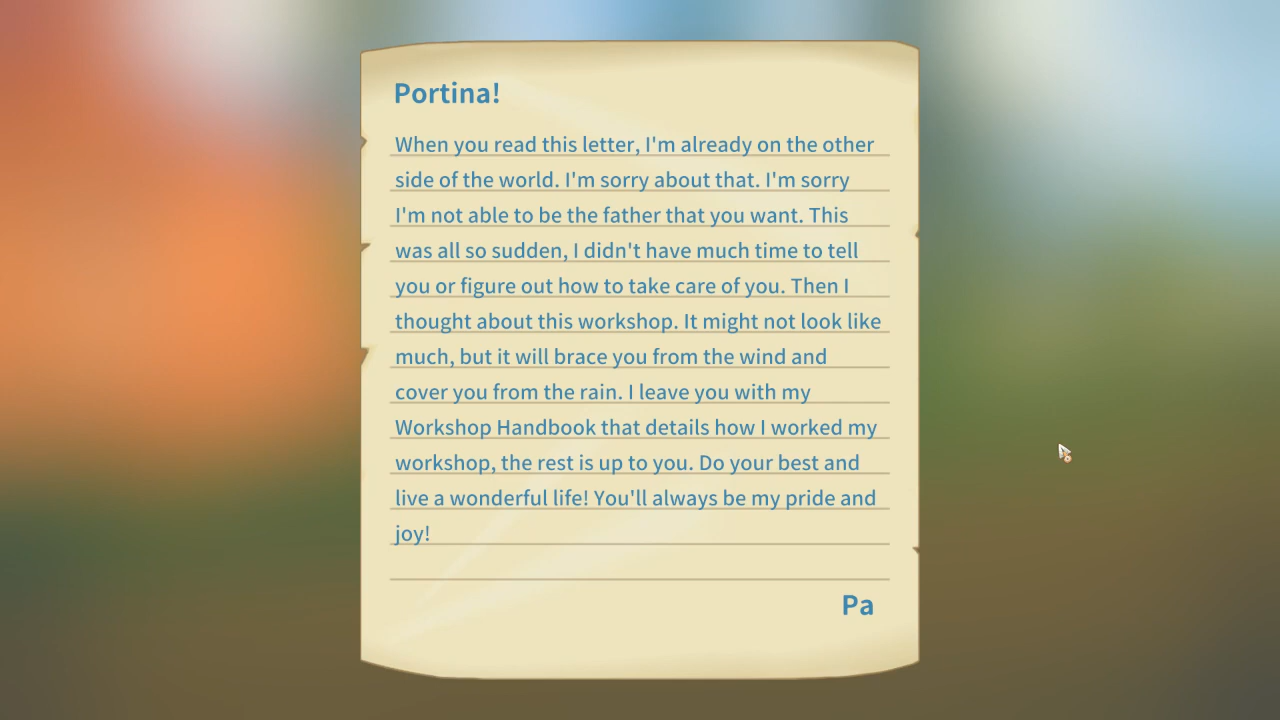 Portina!
When you read this letter, I'm already on the other
side of the world. I'm sorry about that. I'm sorry
I'm not able to be the father that you want. This
was all so sudden, I didn't have much time to tell
you or figure out how to take care of you. Then I
thought about this workshop. It might not look like
much, but it will brace you from the wind and
cover you from the rain. I leave you with my
Workshop Handbook that details how I worked my
workshop, the rest is up to you. Do your best and
live a wonderful life! You'll always be my pride and
joy!
Pa